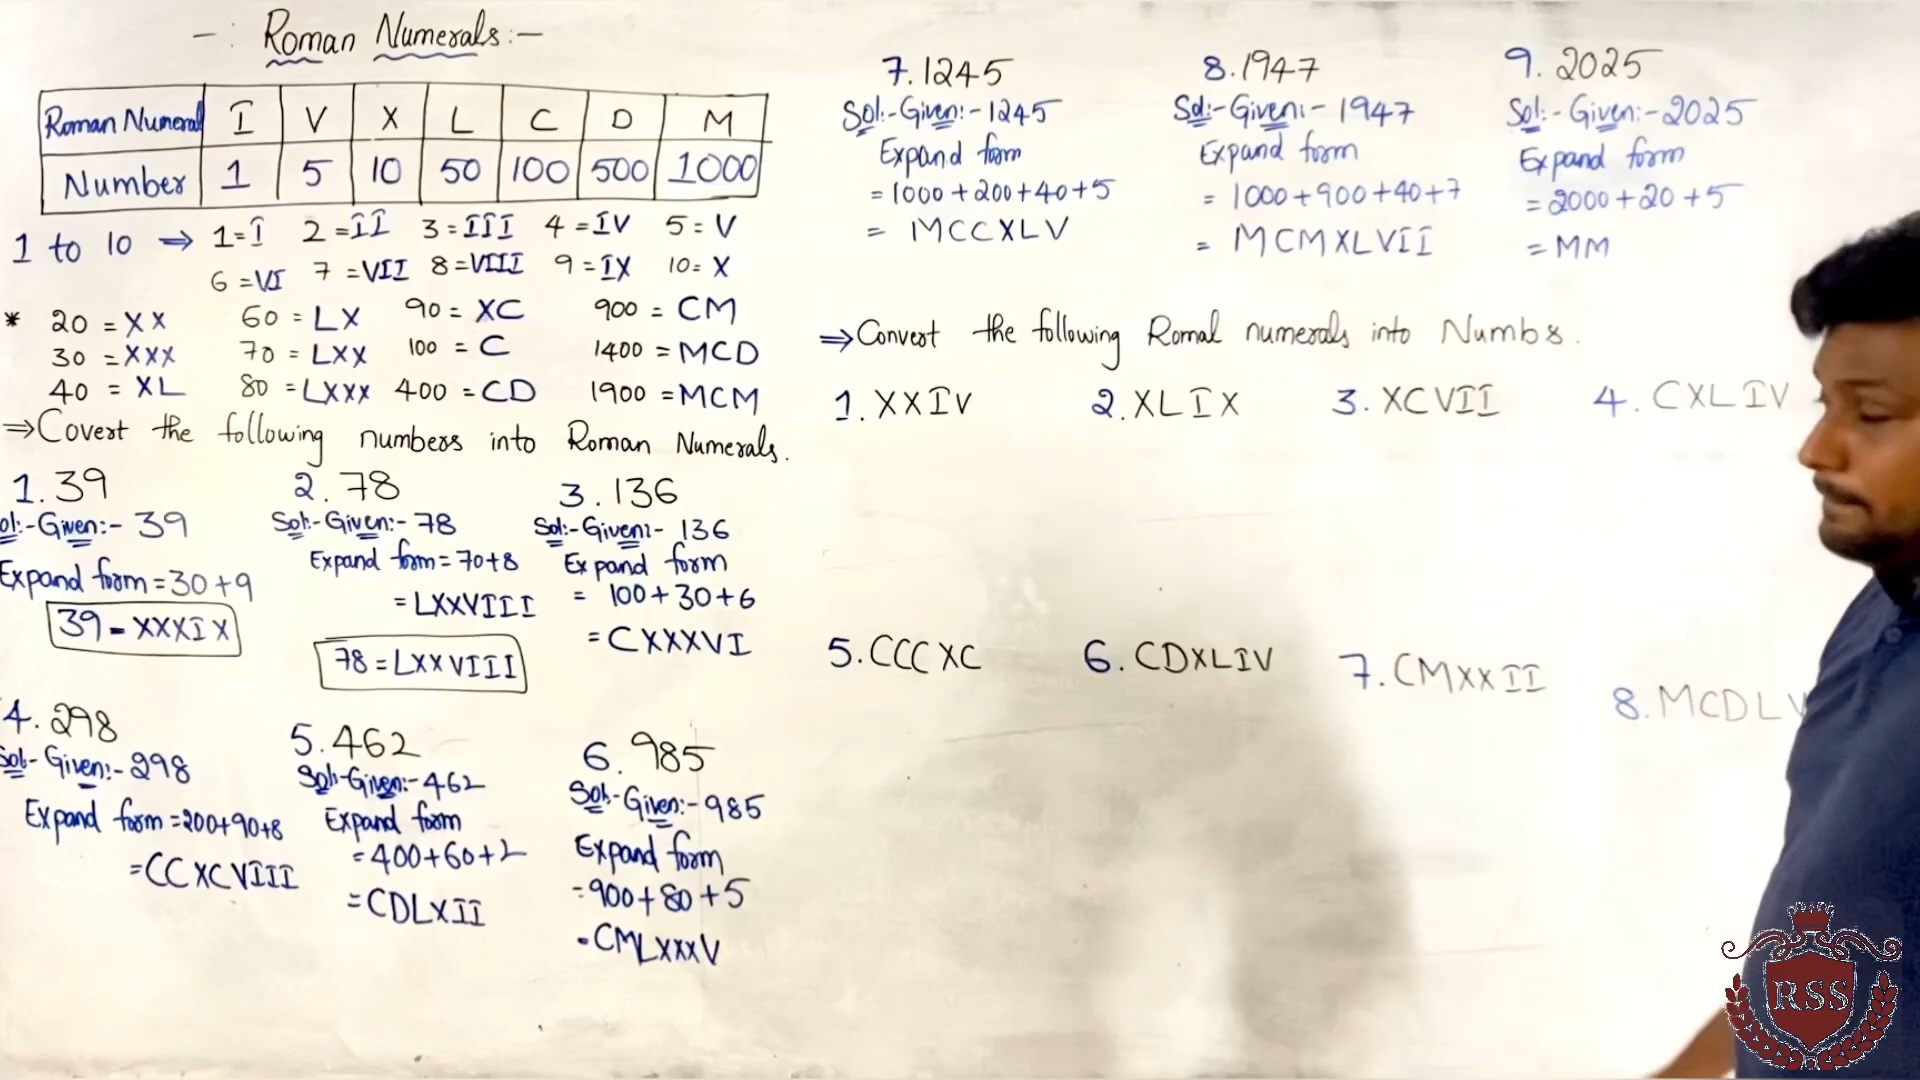 -: Roman Numerals:-
Roman Numeral I V X L C D M
Number 1 5 10 50 100 500 1000
1 to 10 ⇒ 1=I 2=II 3=III 4=IV 5=V
6=VI 7=VII 8=VIII 9=IX 10=X
* 20=XX 60=LX 90=XC 900=CM
30=XXX 70=LXX 100=C 1400=MCD
40=XL 80=LXXX 400=CD 1900=MCM
⇒Covert the following numbers into Roman Numerals.
1.39
ol:-Given:- 39
Expand form=30+9
39-XXXIX
2.78
Sol:-Given:-78
Expand form=70+8
=LXXVIII
78=LXXVIII
3.136
Sol:-Given:- 136
Expand form
= 100+30+6
=CXXXVI
4.298
Sol:-Given:-298
Expand form=200+90+8
=CCXCVIII
5.462
Sol:-Given:-462
Expand form
=400+60+2
=CDLXII
6.985
Sol:-Given:-985
Expand form
=900+80+5
-CMLXXXV
7.1245
Sol:-Given:-1245
Expand form
=1000+200+40+5
= MCCXLV
8.1947
Sol:-Given:-1947
Expand form
= 1000+900+40+7
= MCMXLVII
9.2025
Sol:-Given:-2025
Expand form
=2000+20+5
=MM
⇒Convert the following Romal numerals into Numbs.
1.XXIV 2.XLIX 3.XCVII 4.CXLIV
5.CCCXC 6.CDXLIV 7.CMXXII 8.MCDLV
RSS